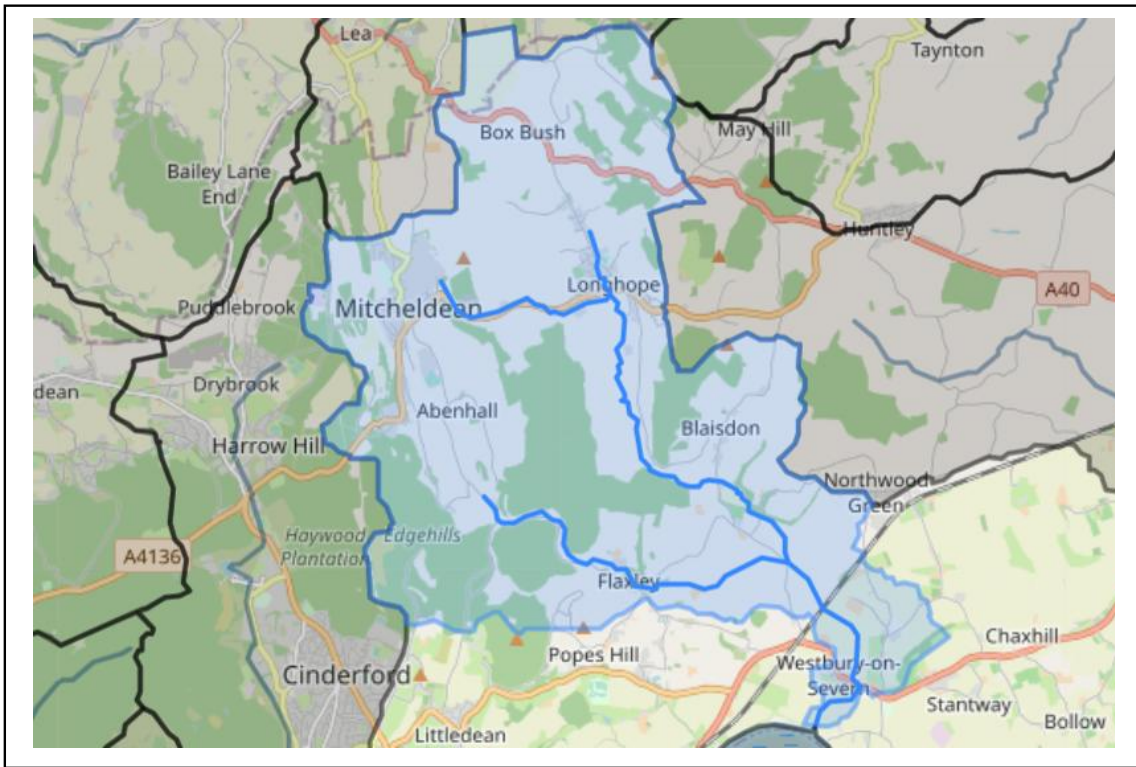 Lea
Taynton
Box Bush
May Hill
Bailey Lane
End
Huntley
Longhope
A40
Puddlebrook
Mitcheldean
dean
Drybrook
Abenhall
Blaisdon
Harrow Hill
Northwood
Green
Haywood
Plantation
Edgehills
A4136
Flaxley
Chaxhill
Popes Hill
Westbury-on-
Severn
Cinderford
Stantway
Littledean
Bollow